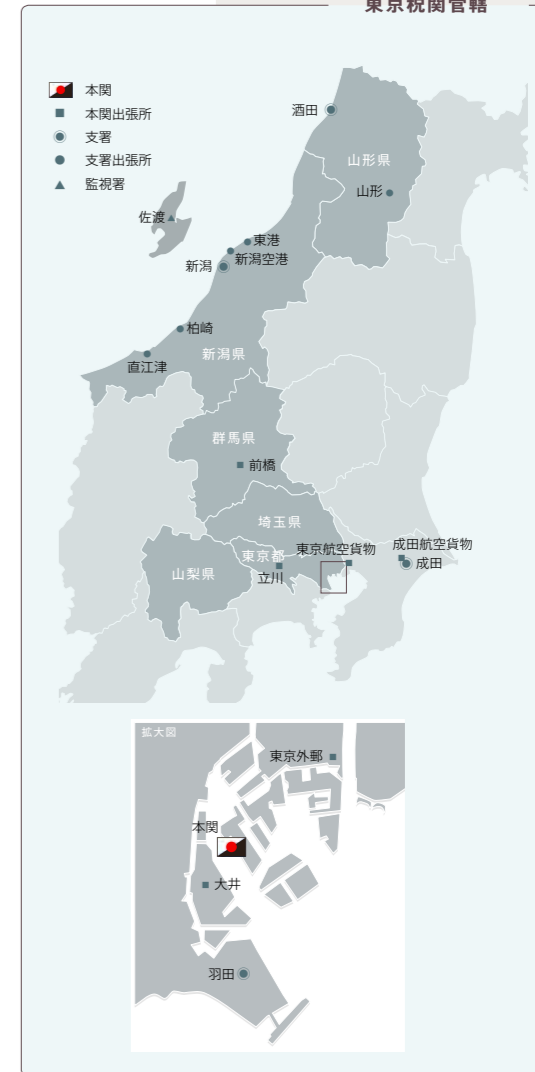 東京税関管轄
本関
本関出張所
支署
支署出張所
監視署
酒田
山形県
山形
佐渡
東港
新潟空港
新潟
柏崎
新潟県
直江津
群馬県
前橋
埼玉県
東京都
東京航空貨物
成田航空貨物
成田
立川
山梨県
拡大図
東京外郵
本関
大井
羽田